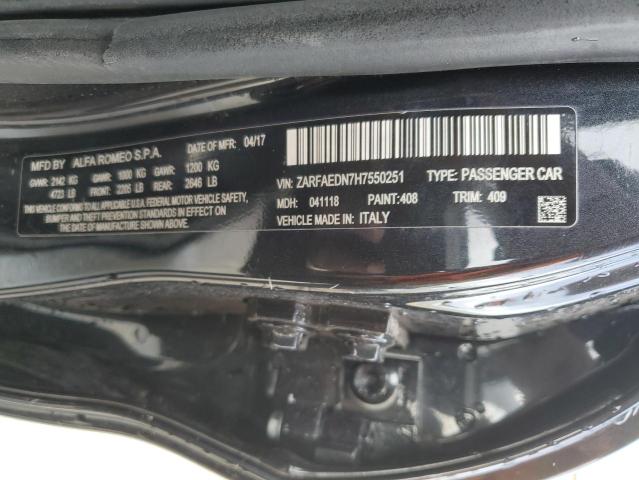 MFD BY ALFA ROMEO S.P.A. DATE OF MFR: 04/17
GVWR: 2142 KG GAWR: 1000 KG GAWR: 1200 KG
4723 LB FRONT: 2205 LB REAR: 2646 LB
THIS VEHICLE CONFORMS TO ALL APPLICABLE U.S.A. FEDERAL MOTOR VEHICLE SAFETY,
BUMPER AND THEFT PREVENTION STANDARDS IN EFFECT ON THE DATE OF
MANUFACTURE SHOWN ABOVE.
VIN: ZARFAEDN7H7550251 TYPE: PASSENGER CAR
MDH: 041118 PAINT:408 TRIM: 409
VEHICLE MADE IN: ITALY